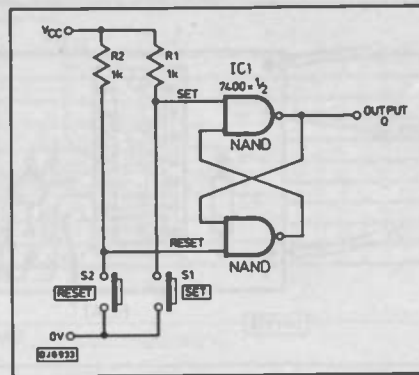 VCC
R2
1k
R1
1k
IC1
7400 = 1/2
SET
NAND
OUTPUT
Q
NAND
RESET
S2
RESET
S1
SET
0V